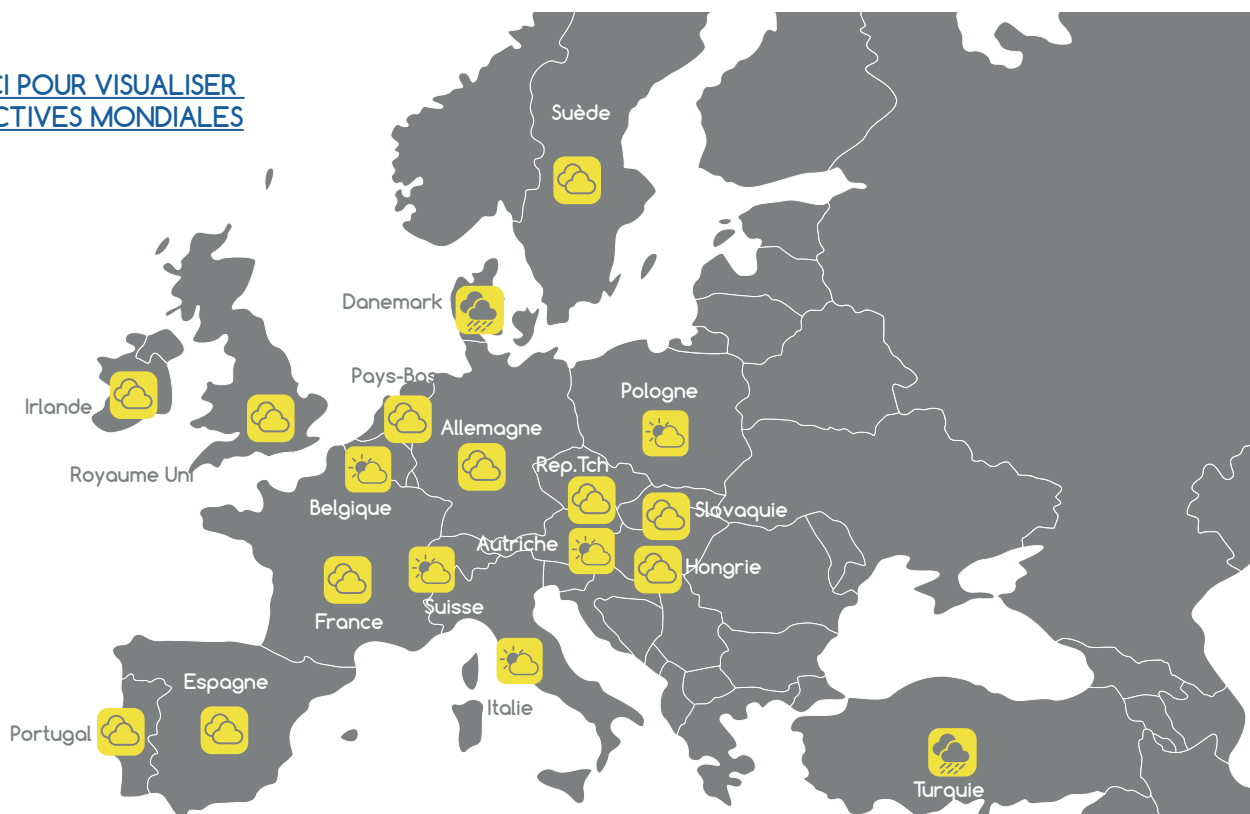 CI POUR VISUALISER
CTIVES MONDIALES
Suède
Danemark
Pays-Bas
Pologne
Irlande
Allemagne
Rep.Tch
Royaume Uni
Belgique
Slovaquie
Autriche
Hongrie
Suisse
France
Espagne
Italie
Portugal
Turquie